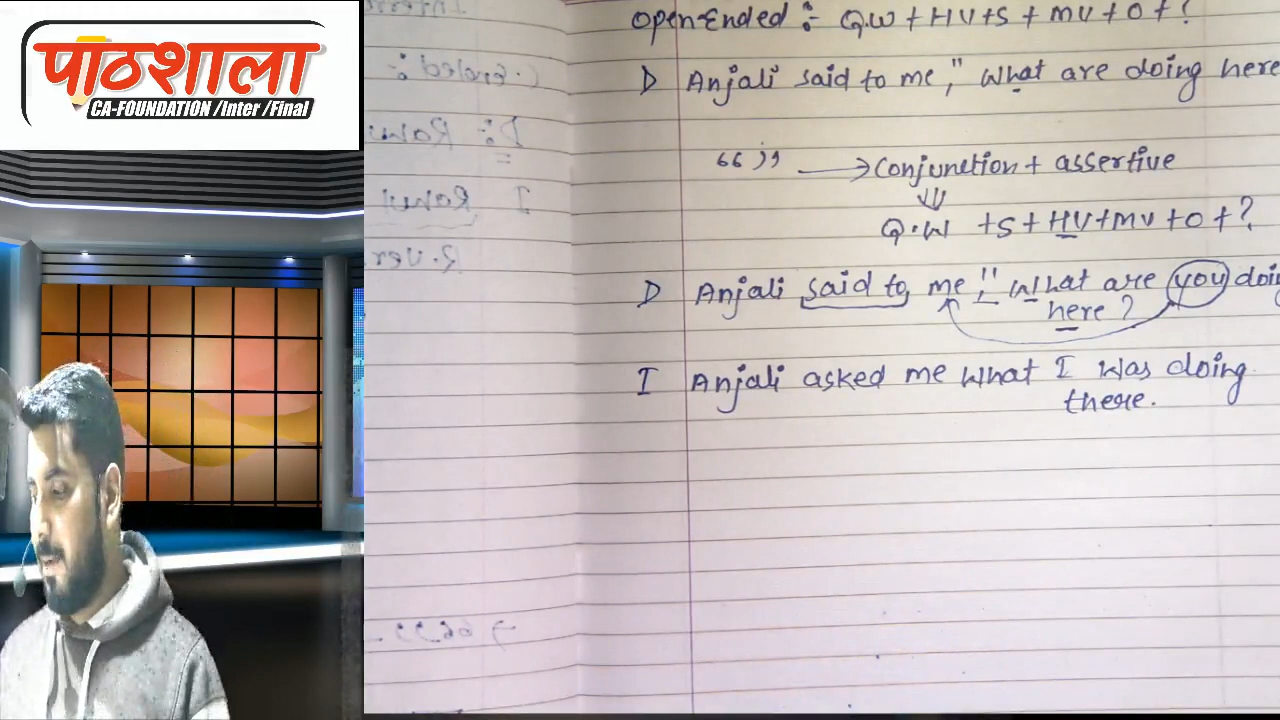 पाठशाला
CA-FOUNDATION /Inter /Final
Open-Ended :- Q.W + HV + S + MV + O + ?
D Anjali said to me, " What are doing here
“ ,” → Conjunction + assertive
Q.W + S + HV + MV + O + ?
D Anjali said to me, " What are you doing
here ?
I Anjali asked me what I was doing
there.